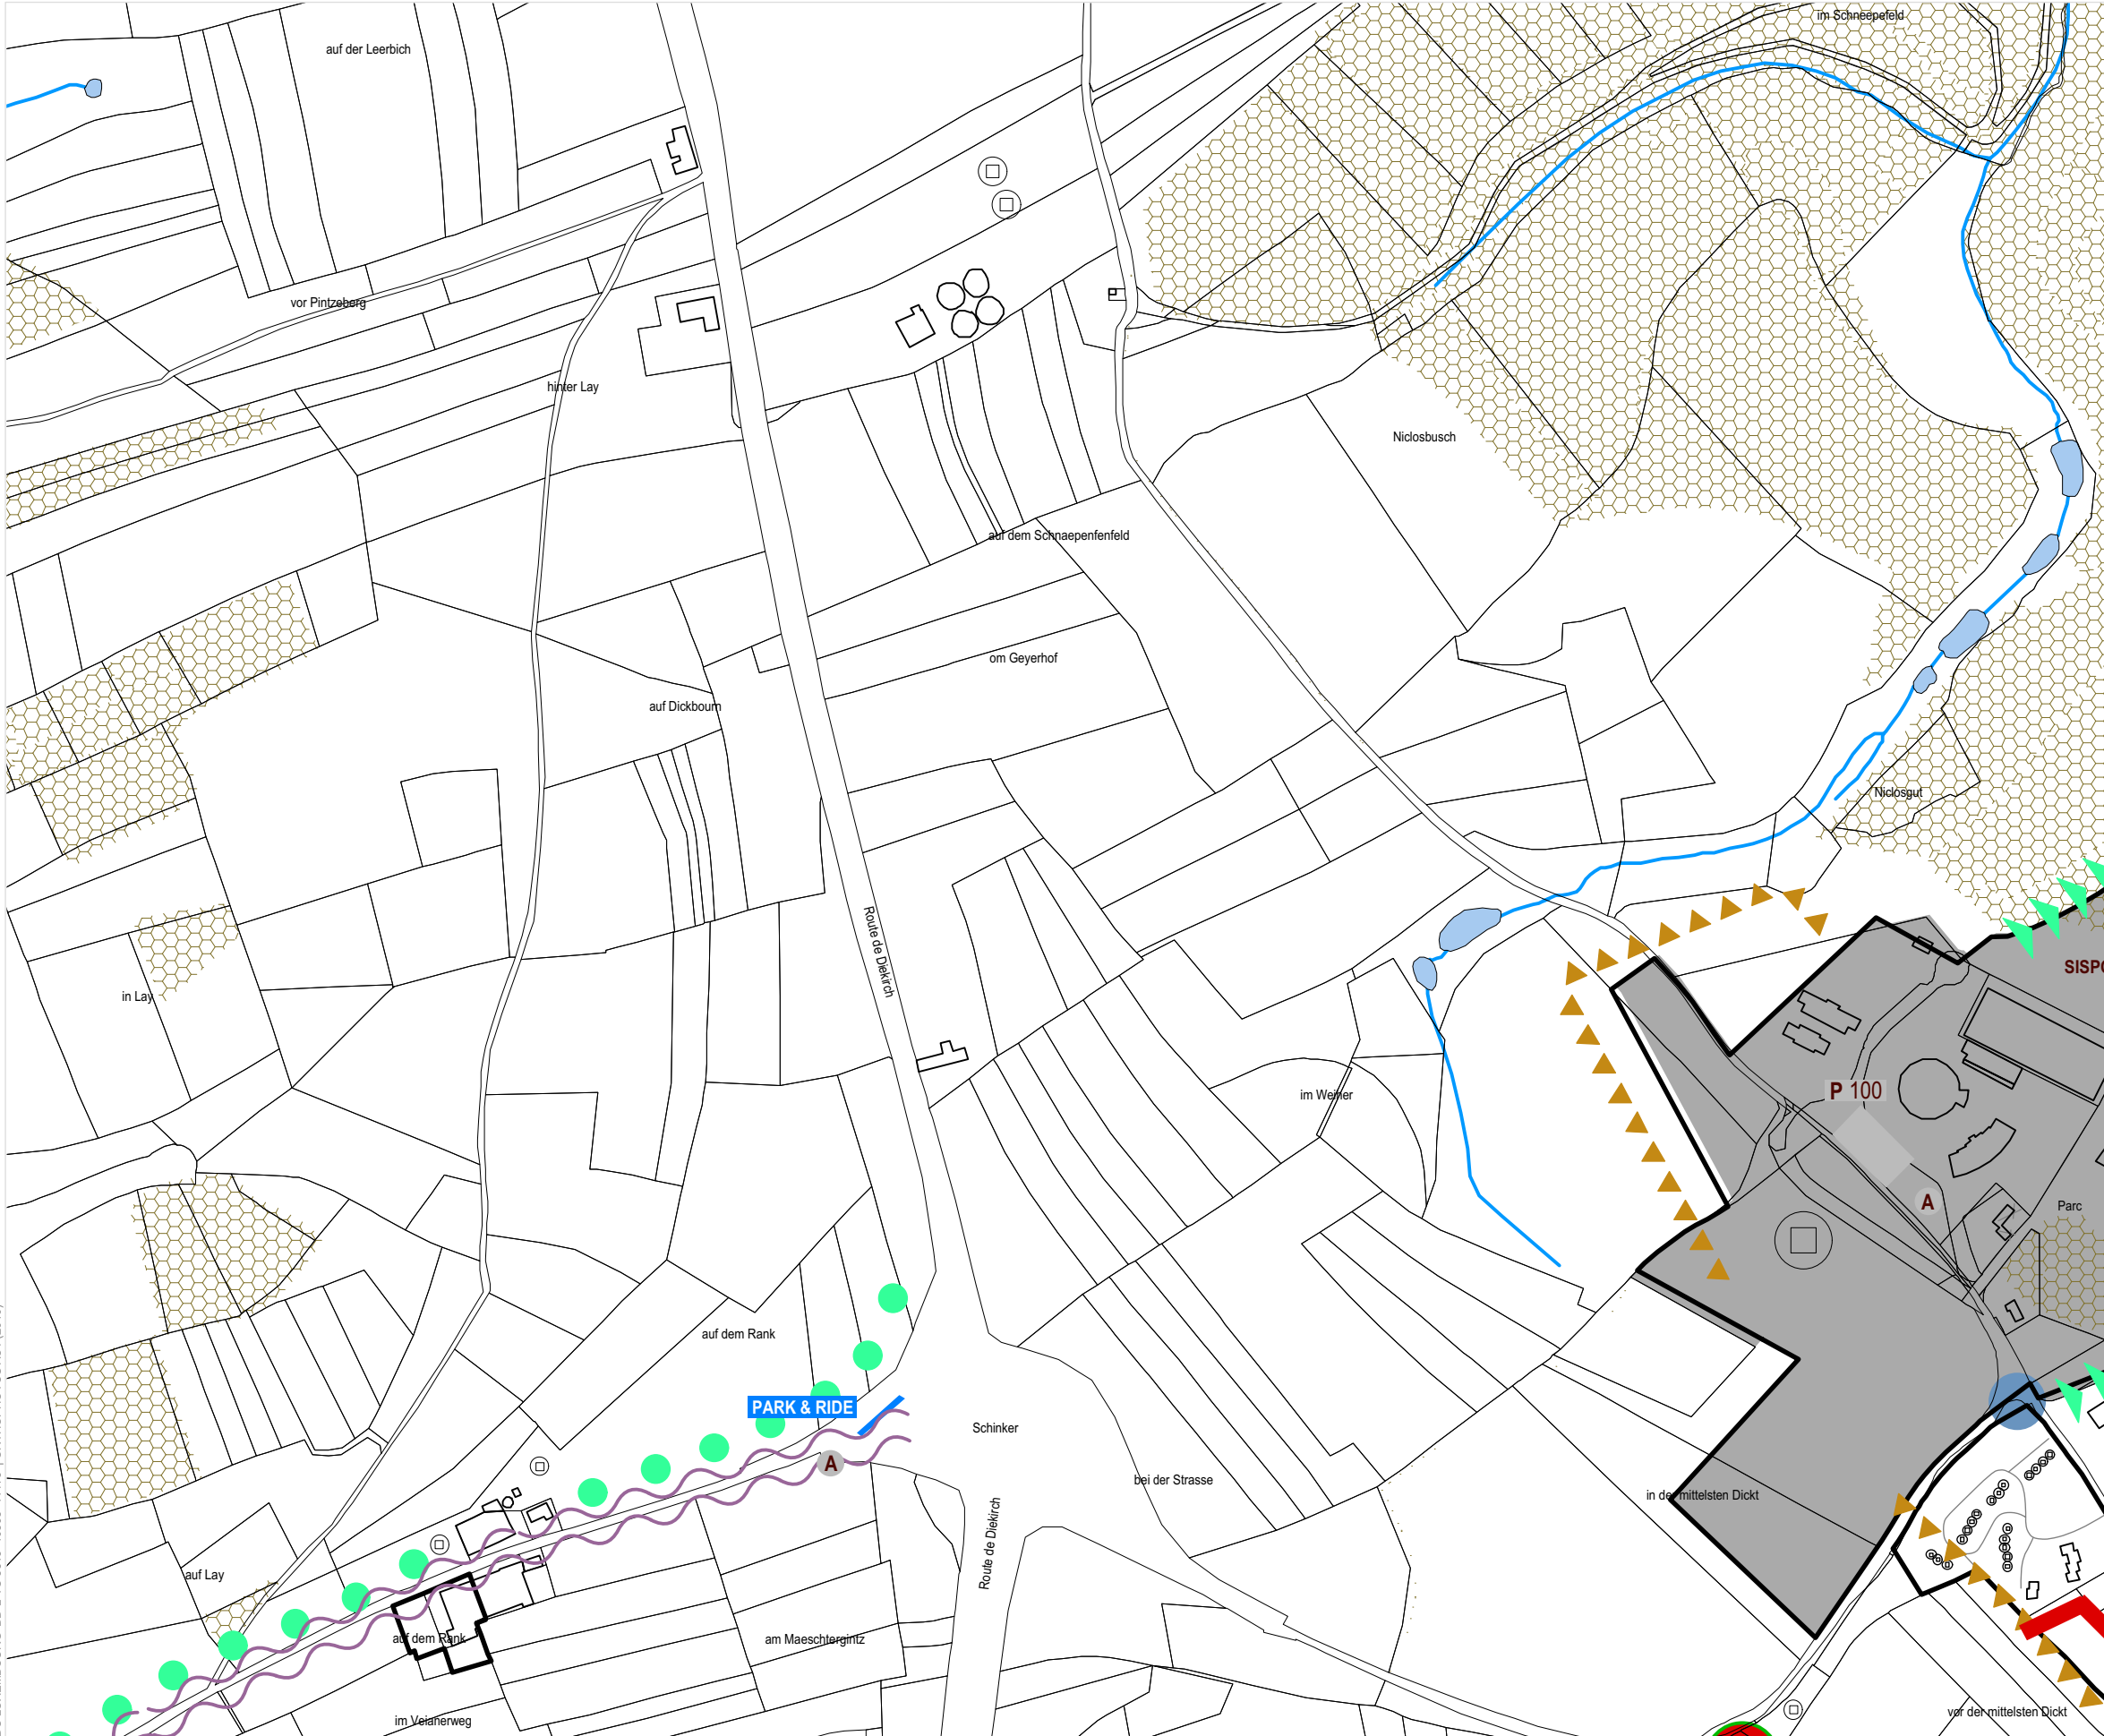 im Schneepefeld
auf der Leerbich
vor Pintzeberg
hinter Lay
Niclosbusch
auf dem Schnaepenfenfeld
om Geyerhof
auf Dickbourn
Niclosgut
Route de Diekirch
SISPO
in Lay
im Weiher
P 100
A
Parc
auf dem Rank
PARK & RIDE
Schinker
A
bei der Strasse
in der mittelsten Dickt
Route de Diekirch
auf Lay
auf dem Rank
am Maeschtergintz
im Veianerweg
vor der mittelsten Dickt